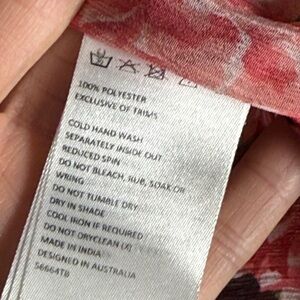 100% POLYESTER
EXCLUSIVE OF TRIMS
COLD HAND WASH
SEPARATELY INSIDE OUT
REDUCED SPIN
DO NOT BLEACH, RUB, SOAK OR
WRING
DO NOT TUMBLE DRY
DRY IN SHADE
COOL IRON IF REQUIRED
DO NOT DRYCLEAN
MADE IN INDIA
DESIGNED IN AUSTRALIA
56664TB